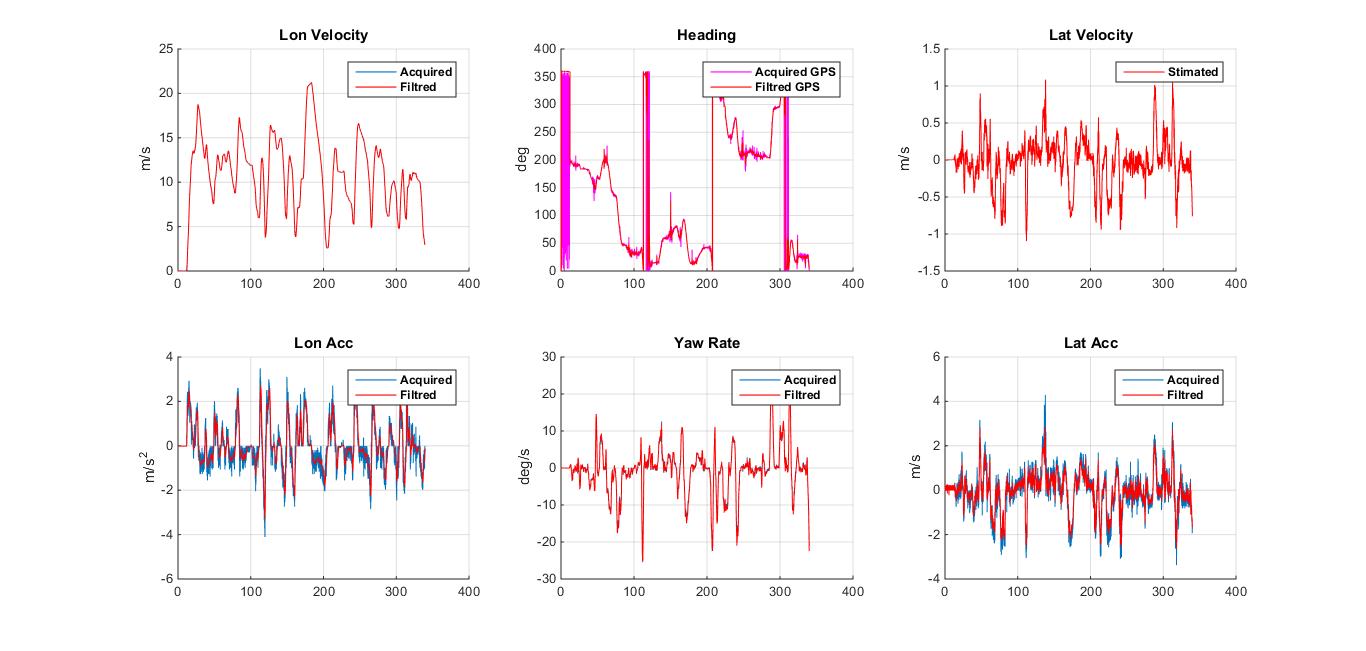 Lon Velocity
25
20
15
10
5
0
m/s
Acquired
Filtred
0 100 200 300 400
Heading
400
350
300
250
200
150
100
50
0
deg
Acquired GPS
Filtred GPS
0 100 200 300 400
Lat Velocity
1.5
1
0.5
0
-0.5
-1
-1.5
m/s
Stimated
0 100 200 300 400
Lon Acc
4
2
0
-2
-4
-6
m/s²
Acquired
Filtred
0 100 200 300 400
Yaw Rate
30
20
10
0
-10
-20
-30
deg/s
Acquired
Filtred
0 100 200 300 400
Lat Acc
6
4
2
0
-2
-4
m/s
Acquired
Filtred
0 100 200 300 400